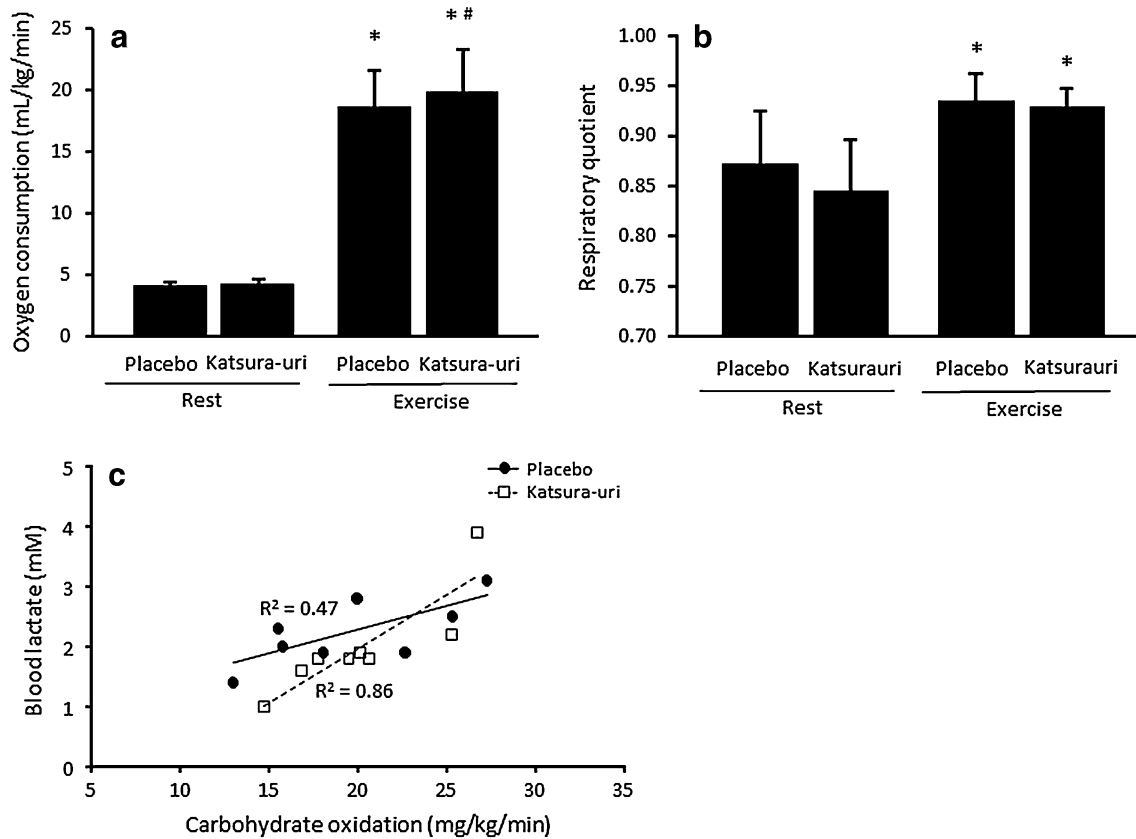 a
Oxygen consumption (mL/kg/min)
25
20
15
10
5
0
*
* #
Placebo Katsura-uri
Placebo Katsura-uri
Rest
Exercise
b
Respiratory quotient
1.00
0.95
0.90
0.85
0.80
0.75
0.70
*
*
Placebo Katsurauri
Placebo Katsurauri
Rest
Exercise
c
Blood lactate (mM)
5
4
3
2
1
0
Placebo
Katsura-uri
R² = 0.47
R² = 0.86
5 10 15 20 25 30 35
Carbohydrate oxidation (mg/kg/min)